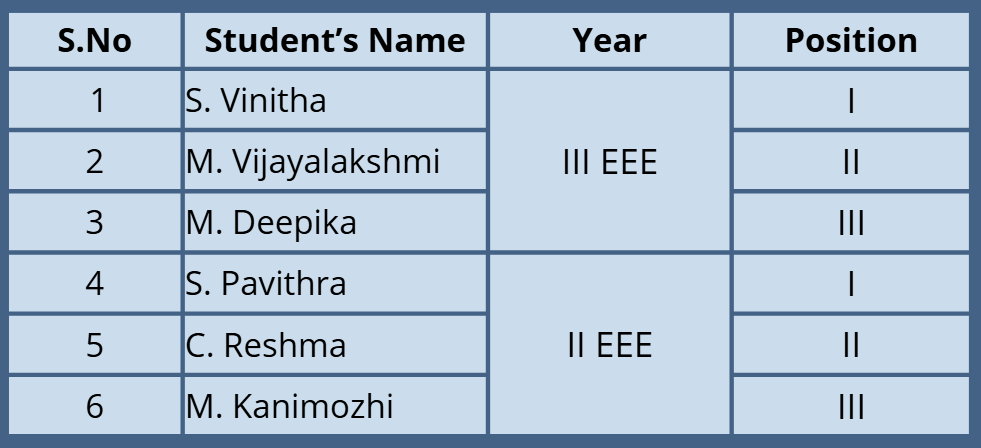 S.No Student’s Name Year Position
1 S. Vinitha III EEE I
2 M. Vijayalakshmi II
3 M. Deepika III
4 S. Pavithra II EEE I
5 C. Reshma II
6 M. Kanimozhi III